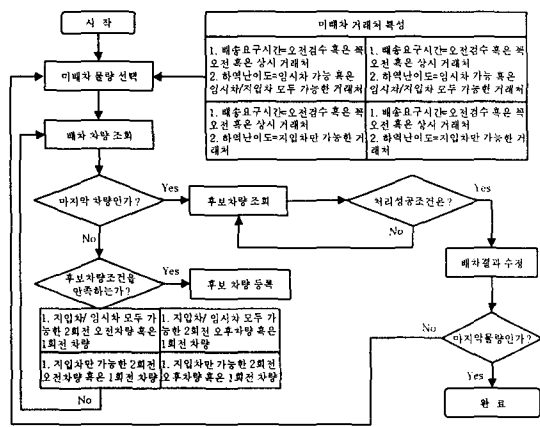 시 작
미배차 거래처 특성
미배차 물량 선택
1. 배송요구시간=오전검수 혹은 꼭
오전 혹은 상시 거래처
2. 하역난이도=임시차 가능 혹은
임시차/지입차 모두 가능한 거래처
1. 배송요구시간=오전검수 혹은 꼭
오전 혹은 상시 거래처
2. 하역난이도=임시차 가능 혹은
임시차/지입차 모두 가능한 거래처
1. 배송요구시간=오전검수 혹은 꼭
오전 혹은 상시 거래처
2. 하역난이도=지입차만 가능한 거
래처
1. 배송요구시간=오전검수 혹은 꼭
오전 혹은 상시 거래처
2. 하역난이도=지입차만 가능한 거
래처
배차 차량 조회
마지막 차량인가?
Yes
후보차량 조회
처리성공조건은?
Yes
No
No
배차결과 수정
후보차량조건을
만족하는가?
Yes
후보 차량 등록
1. 지입차/ 임시차 모두 가
능한 2회전 오전차량 혹은
1회전 차량
1. 지입차/ 임시차 모두 가
능한 2회전 오후차량 혹은
1회전 차량
1. 지입차만 가능한 2회전
오전차량 혹은 1회전 차량
1. 지입차만 가능한 2회전
오후차량 혹은 1회전 차량
No
No
마지막물량인가?
Yes
완 료